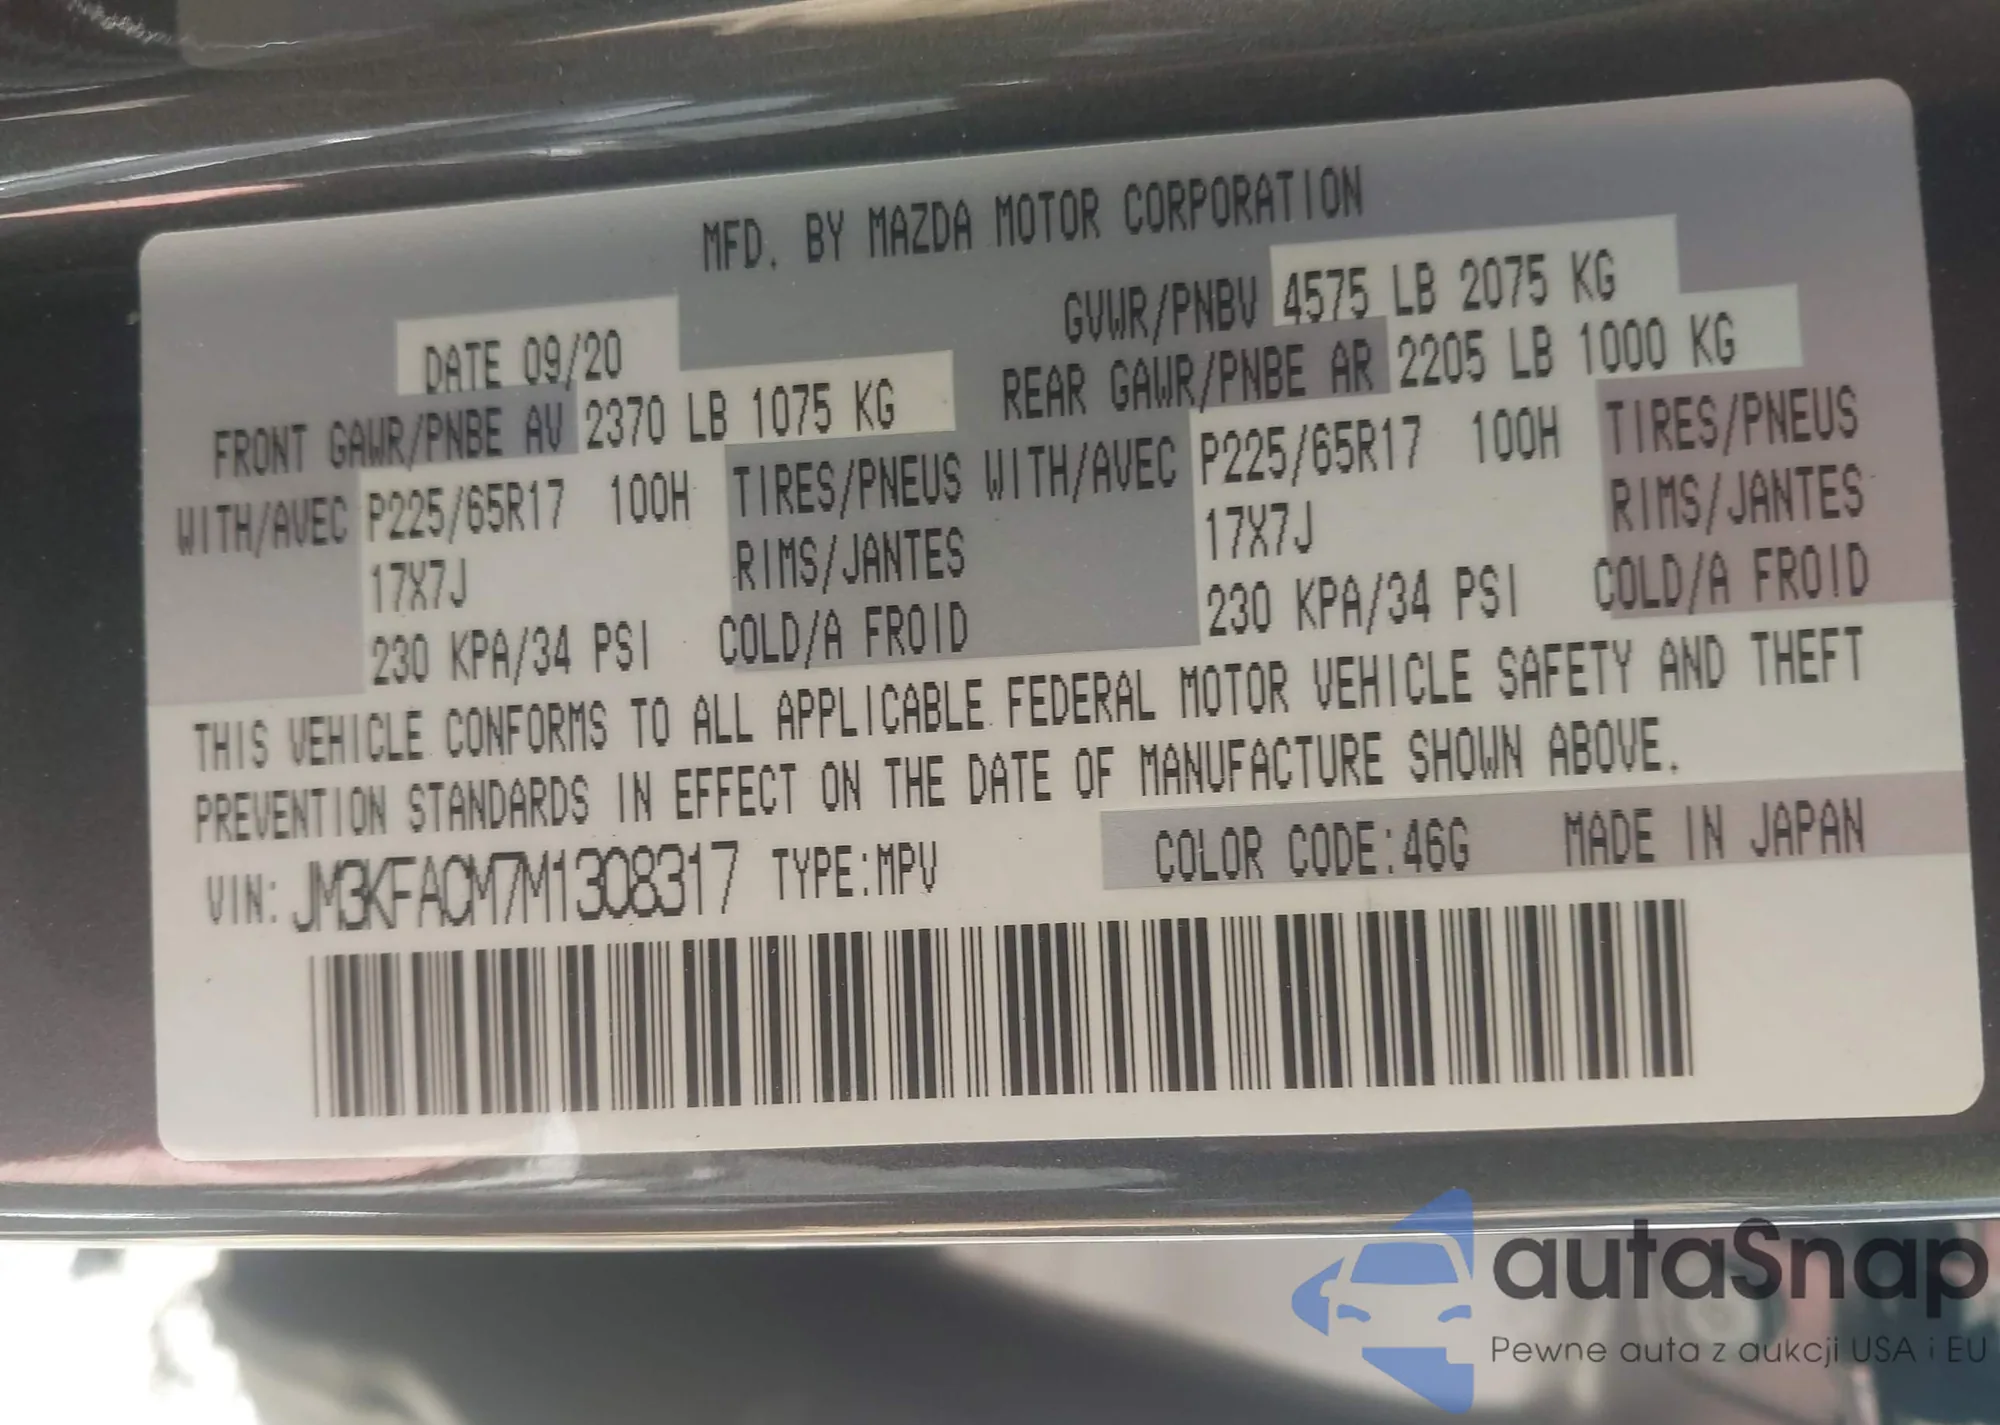 MFD. BY MAZDA MOTOR CORPORATION
DATE 09/20 GVWR/PNBV 4575 LB 2075 KG
FRONT GAWR/PNBE AV 2370 LB 1075 KG REAR GAWR/PNBE AR 2205 LB 1000 KG
WITH/AVEC P225/65R17 100H TIRES/PNEUS WITH/AVEC P225/65R17 100H TIRES/PNEUS
17X7J RIMS/JANTES 17X7J RIMS/JANTES
230 KPA/34 PSI COLD/A FROID 230 KPA/34 PSI COLD/A FROID
THIS VEHICLE CONFORMS TO ALL APPLICABLE FEDERAL MOTOR VEHICLE SAFETY AND THEFT
PREVENTION STANDARDS IN EFFECT ON THE DATE OF MANUFACTURE SHOWN ABOVE.
VIN: JM3KFACM7M1308317 TYPE:MPV COLOR CODE:46G MADE IN JAPAN
autaSnap
Pewne auta z aukcji USA i EU